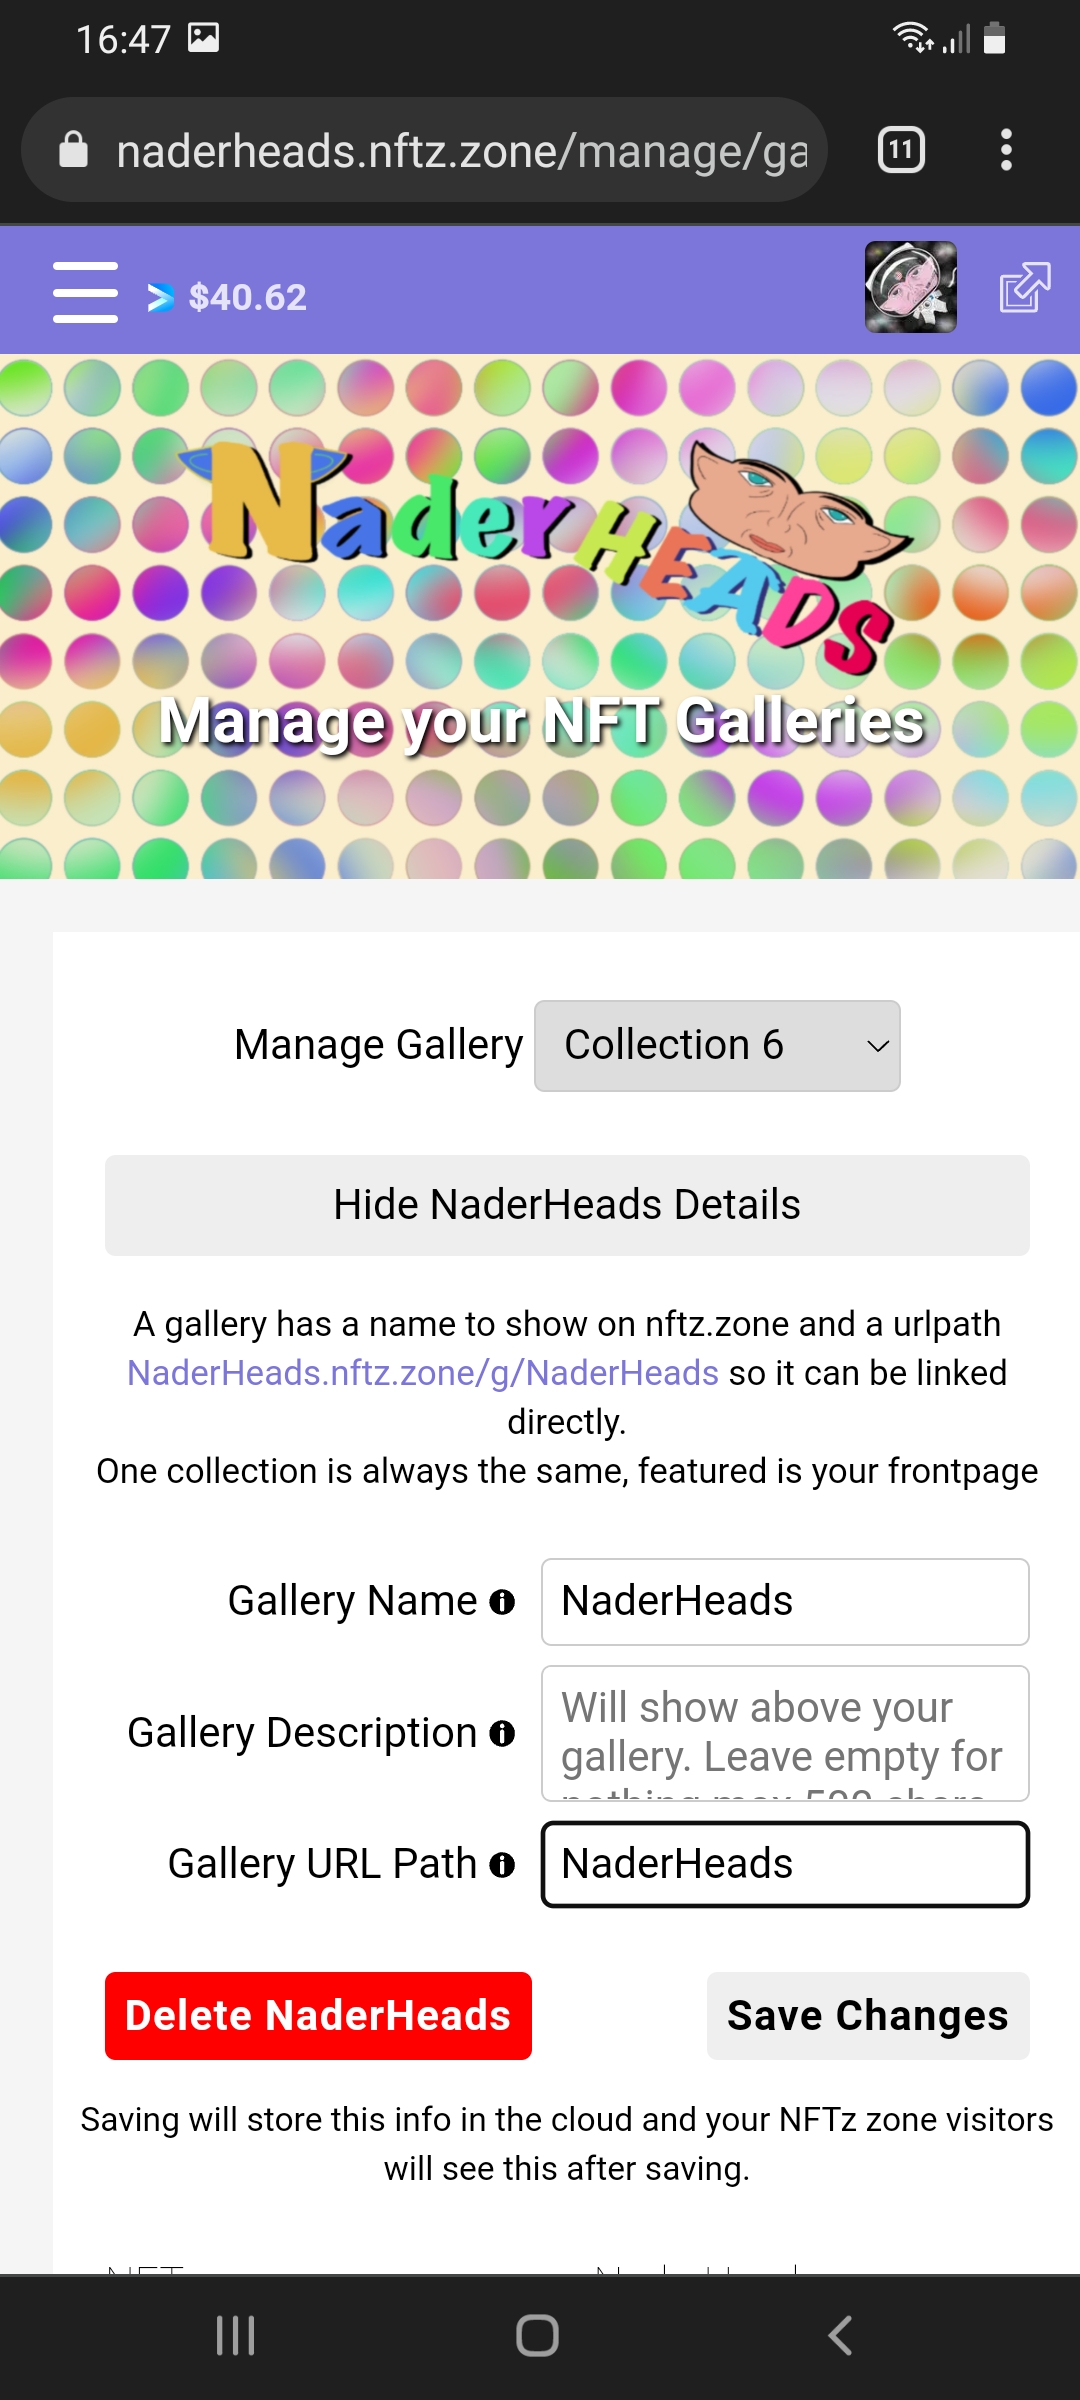 16:47
naderheads.nftz.zone/manage/ga
11
$40.62
NaderHEADS
Manage your NFT Galleries
Manage Gallery Collection 6
Hide NaderHeads Details
A gallery has a name to show on nftz.zone and a urlpath
NaderHeads.nftz.zone/g/NaderHeads so it can be linked
directly.
One collection is always the same, featured is your frontpage
Gallery Name NaderHeads
Gallery Description Will show above your
gallery. Leave empty for
Gallery URL Path NaderHeads
Delete NaderHeads Save Changes
Saving will store this info in the cloud and your NFTz zone visitors
will see this after saving.